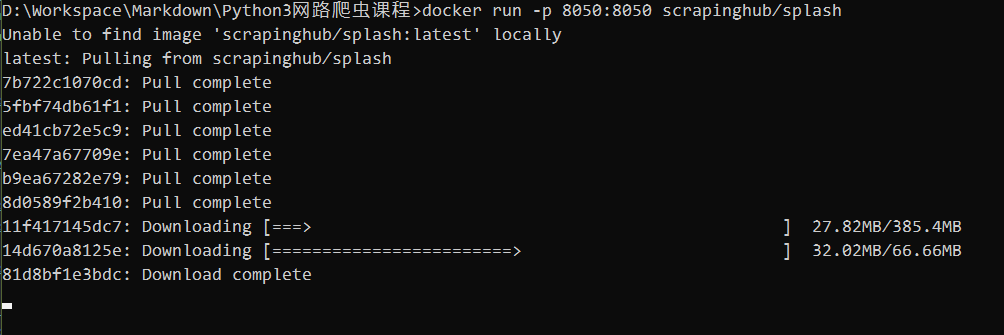 D:\Workspace\Markdown\Python3网路爬虫课程>docker run -p 8050:8050 scrapinghub/splash
Unable to find image 'scrapinghub/splash:latest' locally
latest: Pulling from scrapinghub/splash
7b722c1070cd: Pull complete
5fbf74db61f1: Pull complete
ed41cb72e5c9: Pull complete
7ea47a67709e: Pull complete
b9ea67282e79: Pull complete
8d0589f2b410: Pull complete
11f417145dc7: Downloading [===>                                               ]  27.82MB/385.4MB
14d670a8125e: Downloading [========================>                          ]  32.02MB/66.66MB
81d8bf1e3bdc: Download complete